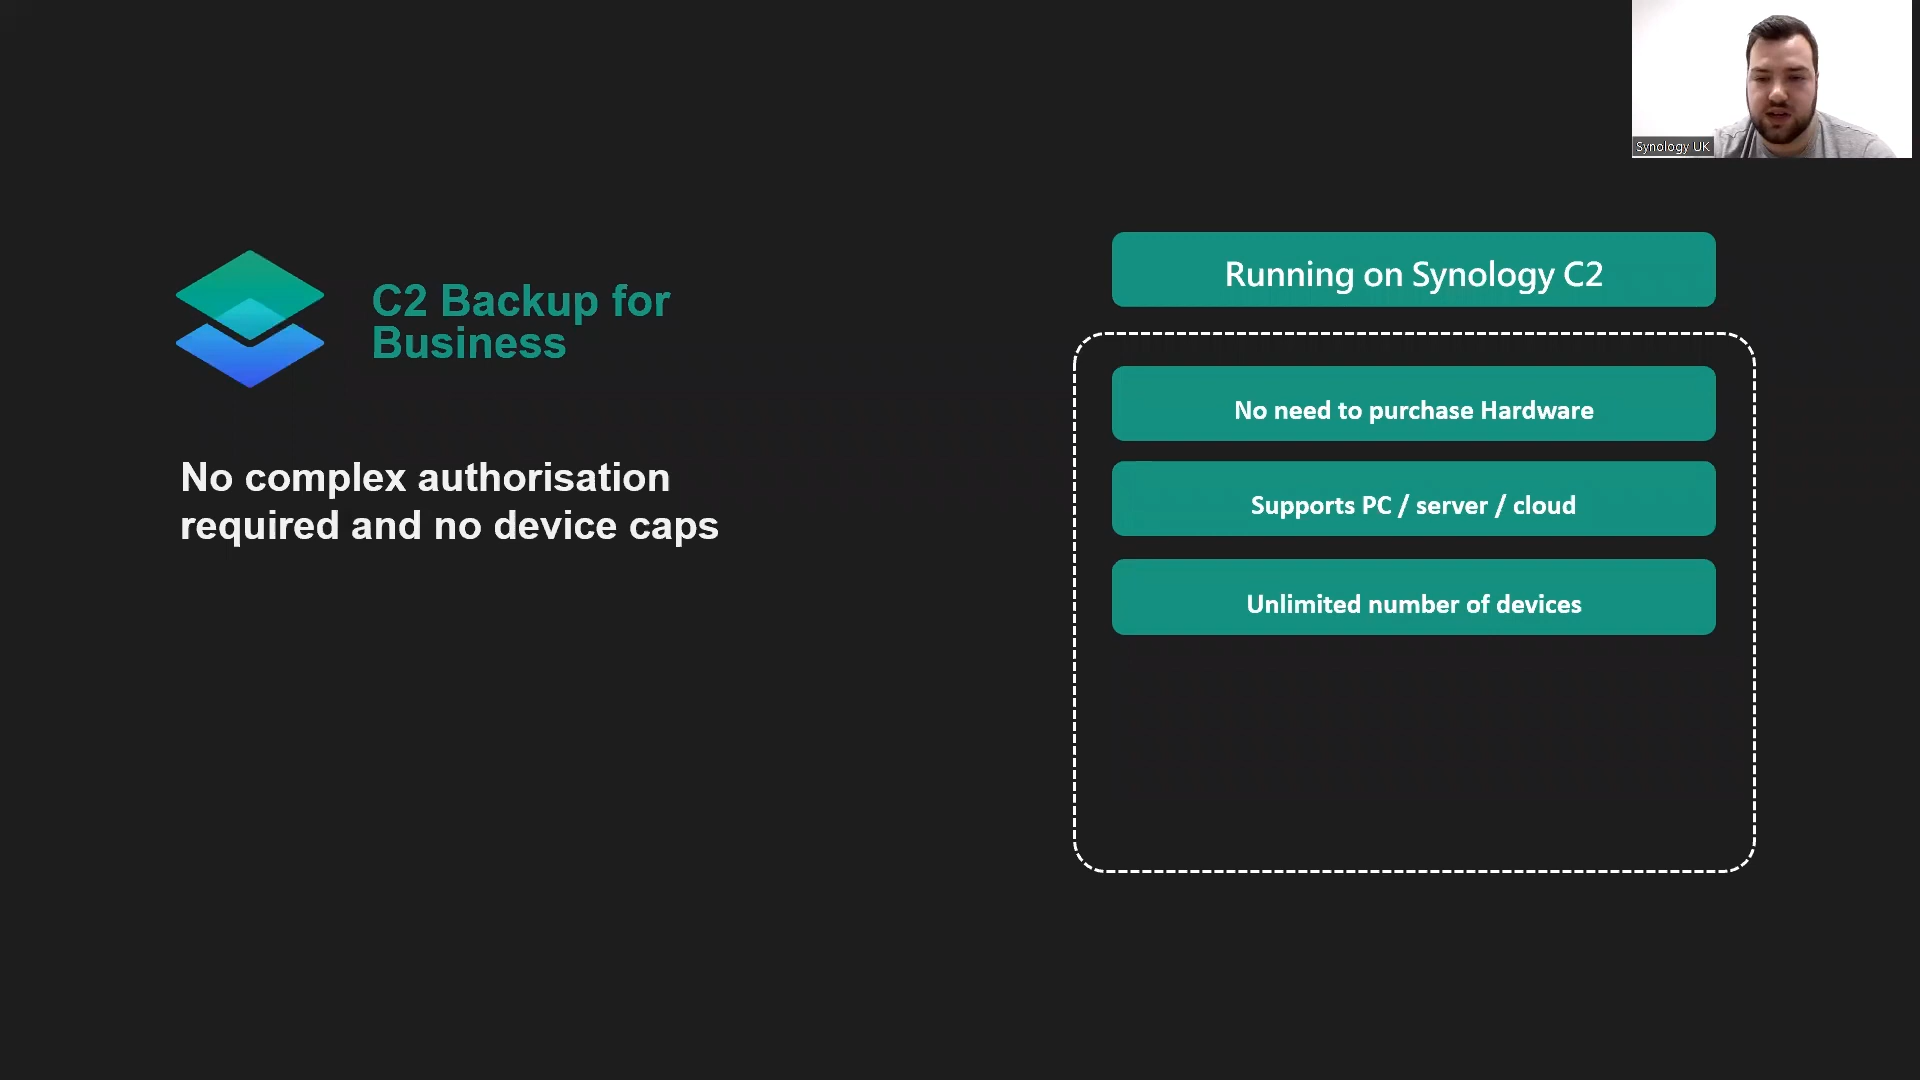 Synology UK
C2 Backup for
Business
No complex authorisation
required and no device caps
Running on Synology C2
No need to purchase Hardware
Supports PC / server / cloud
Unlimited number of devices